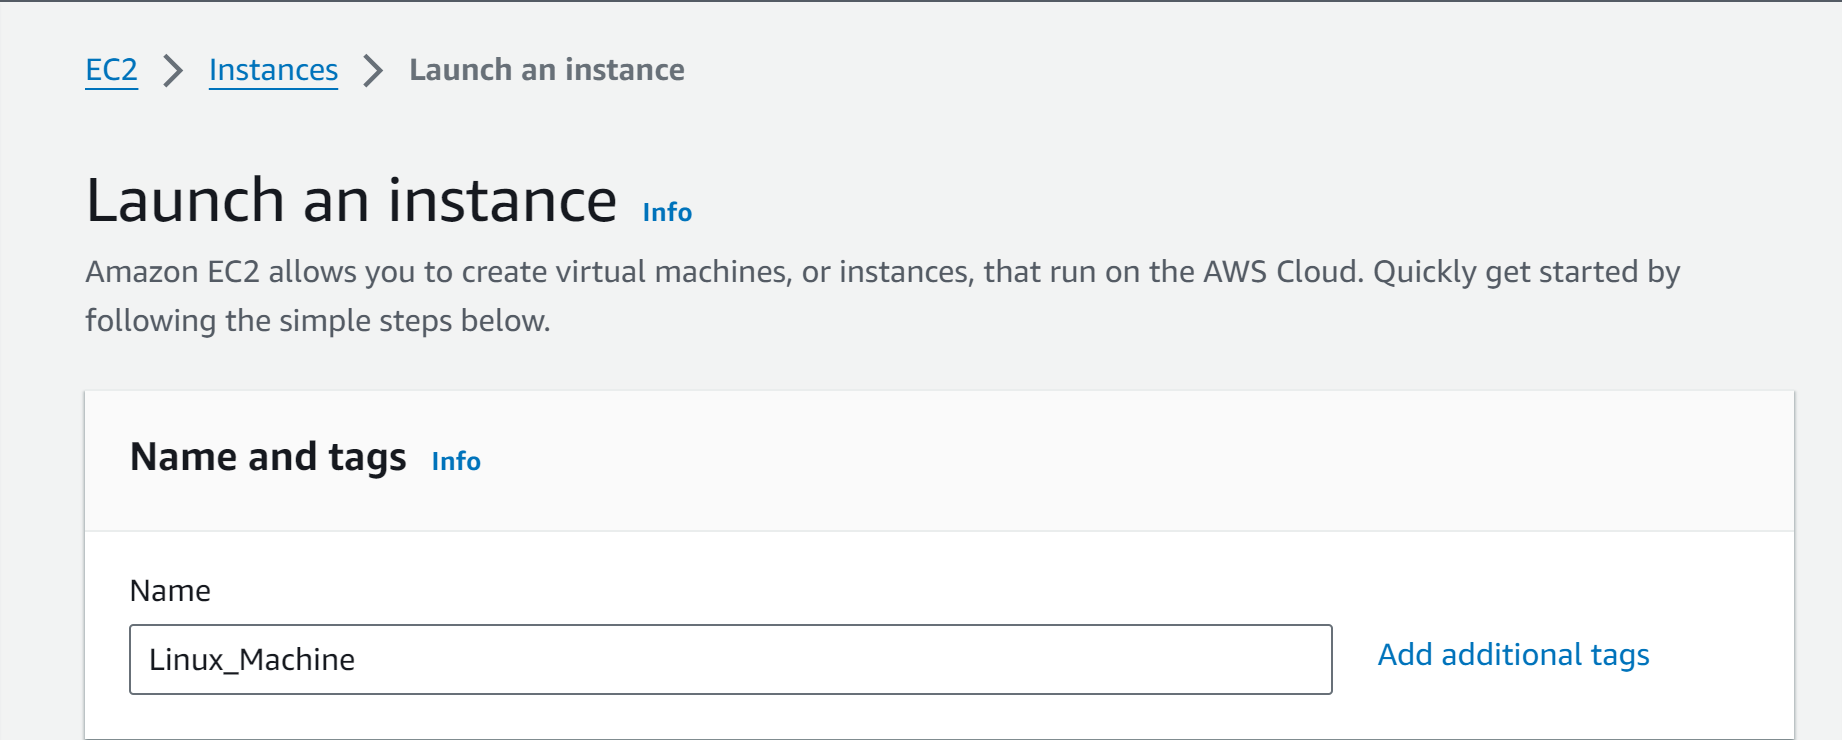 EC2 > Instances > Launch an instance
Launch an instance Info
Amazon EC2 allows you to create virtual machines, or instances, that run on the AWS Cloud. Quickly get started by
following the simple steps below.
Name and tags Info
Name
Linux_Machine
Add additional tags